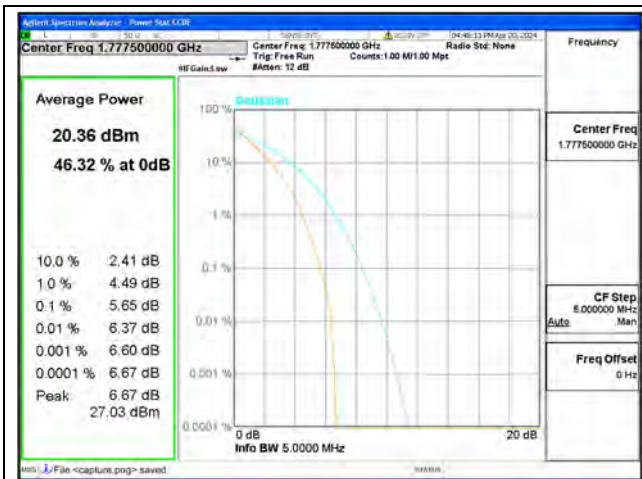 Agilent Spectrum Analyzer - Power Stat CCDF
Center Freq 1.777500000 GHz
Center Freq: 1.777500000 GHz
Radio Std: None
Trig: Free Run
Counts:1.00 M/1.00 Mpt
#IFGain:Low
#Atten: 12 dB
04:46:33 PM Apr 20, 2024
Frequency
Average Power
20.36 dBm
46.32 % at 0dB
10.0 % 2.41 dB
1.0 % 4.49 dB
0.1 % 5.65 dB
0.01 % 6.37 dB
0.001 % 6.60 dB
0.0001 % 6.67 dB
Peak 6.67 dB
27.03 dBm
Gaussian
100 %
10 %
1 %
0.1 %
0.01 %
0.001 %
0.0001 %
0 dB
20 dB
Info BW 5.0000 MHz
Center Freq
1.777500000 GHz
CF Step
5.000000 MHz
Auto Man
Freq Offset
0 Hz
MSG
File <capture.png> saved
STATUS